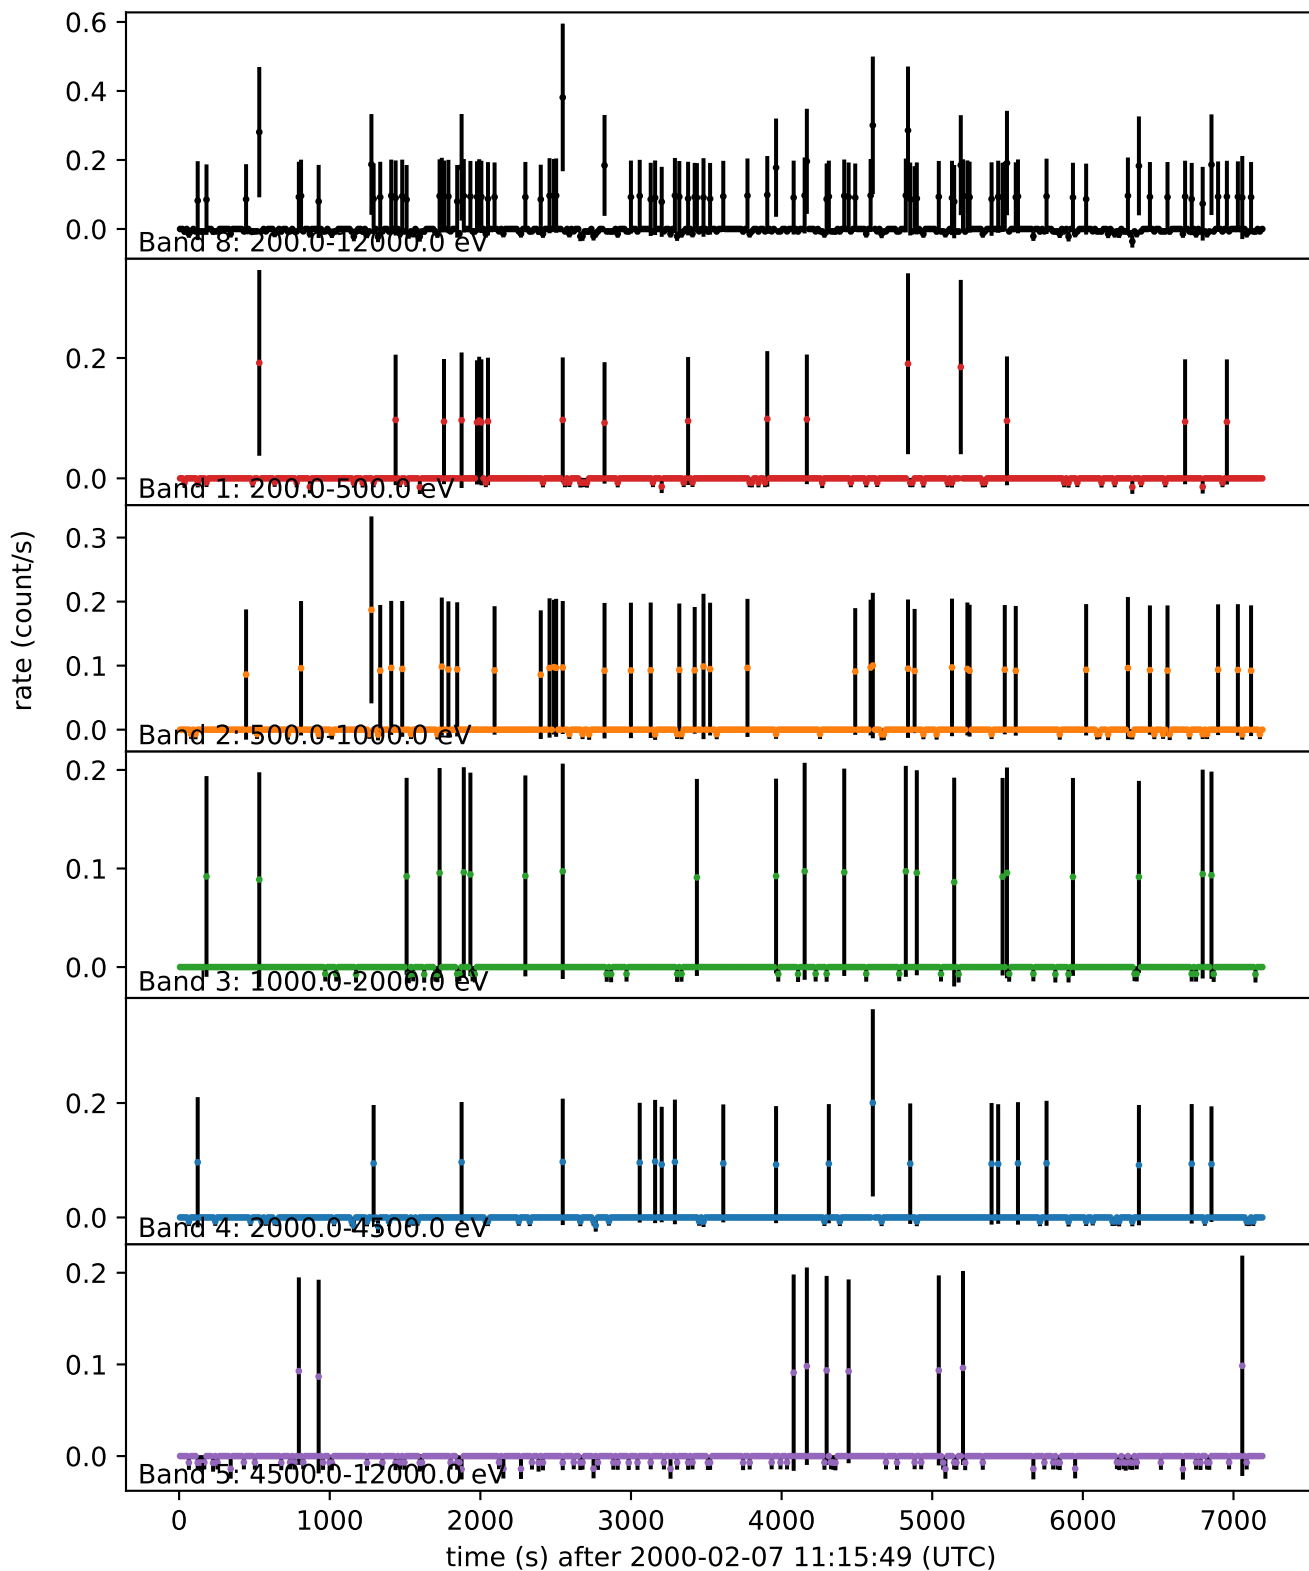 0.6
0.4
0.2
0.0
Band 8: 200.0-12000.0 eV
0.2
0.0
Band 1: 200.0-500.0 eV
rate (count/s)
0.3
0.2
0.1
0.0
Band 2: 500.0-1000.0 eV
0.2
0.1
0.0
Band 3: 1000.0-2000.0 eV
0.2
0.0
Band 4: 2000.0-4500.0 eV
0.2
0.1
0.0
Band 5: 4500.0-12000.0 eV
0 1000 2000 3000 4000 5000 6000 7000
time (s) after 2000-02-07 11:15:49 (UTC)